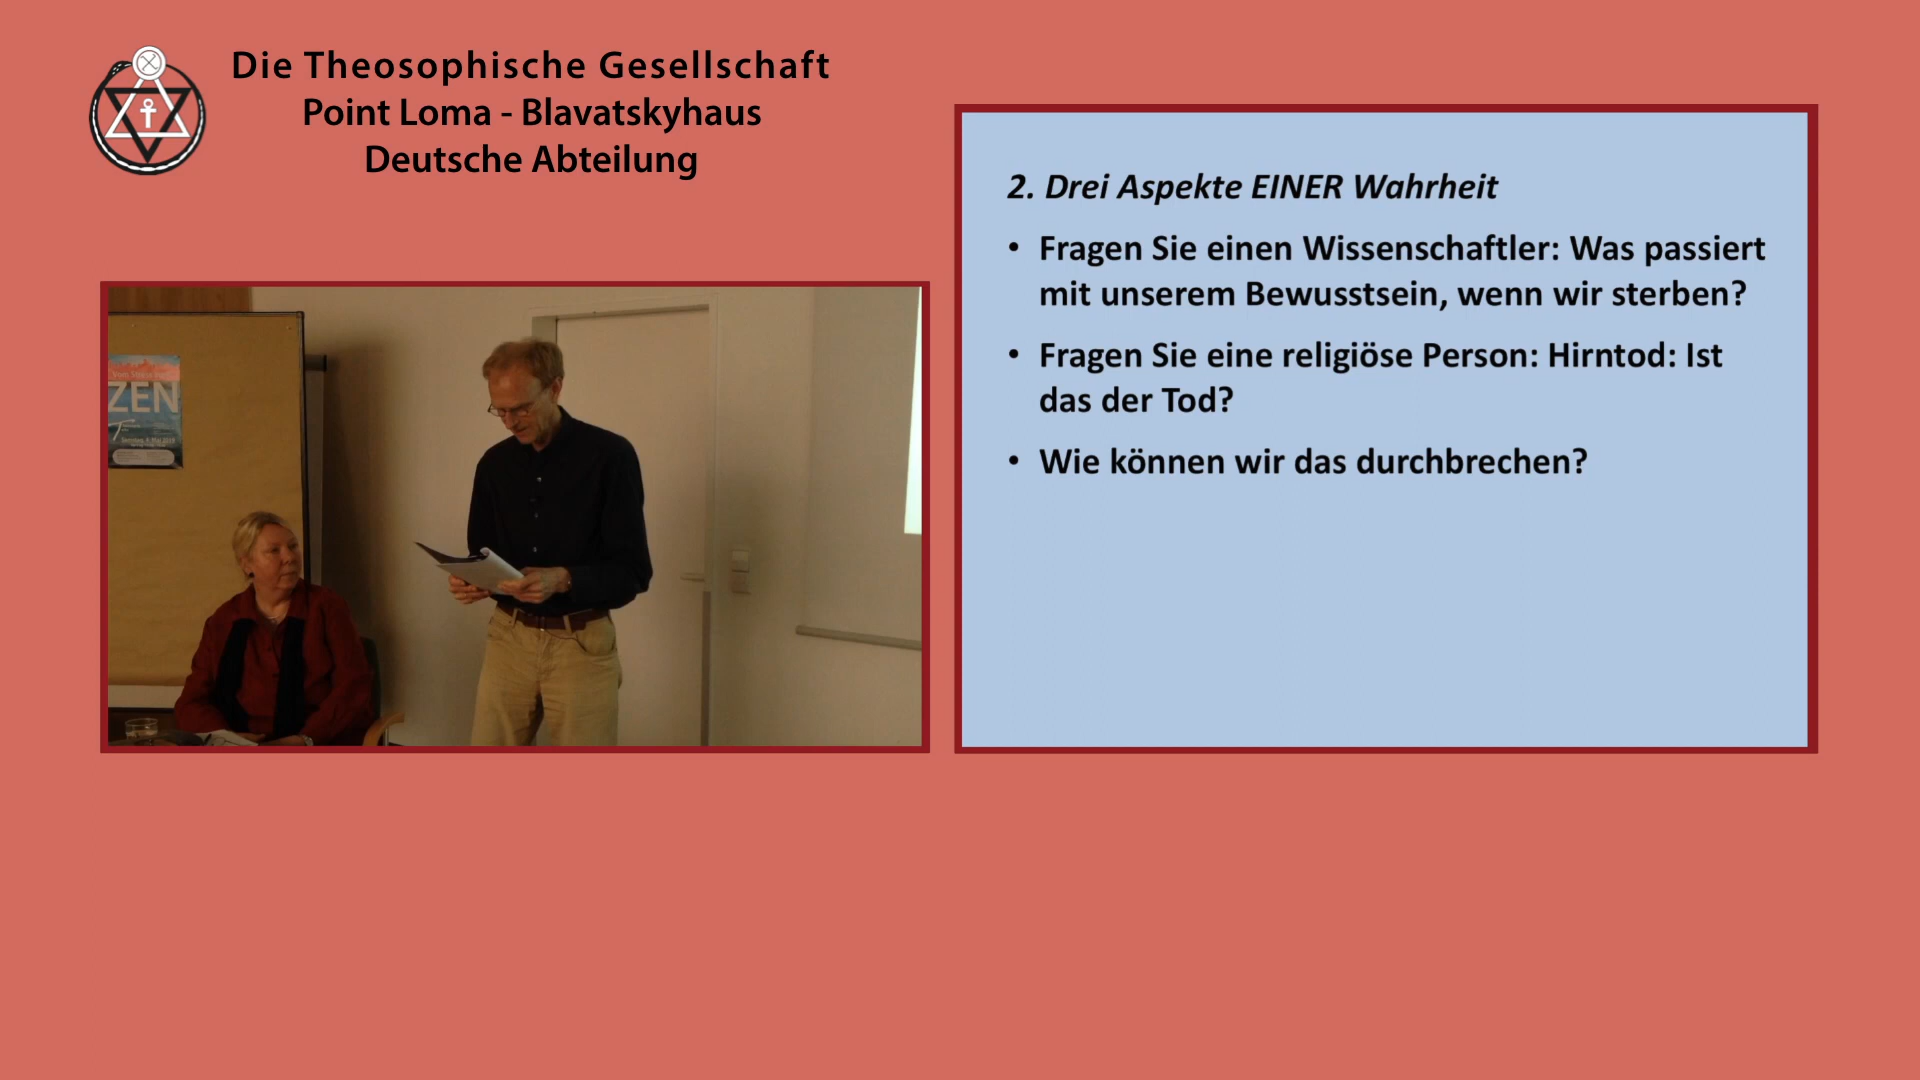 Die Theosophische Gesellschaft
Point Loma - Blavatskyhaus
Deutsche Abteilung
ZEN
2. Drei Aspekte EINER Wahrheit
• Fragen Sie einen Wissenschaftler: Was passiert
mit unserem Bewusstsein, wenn wir sterben?
• Fragen Sie eine religiöse Person: Hirntod: Ist
das der Tod?
• Wie können wir das durchbrechen?